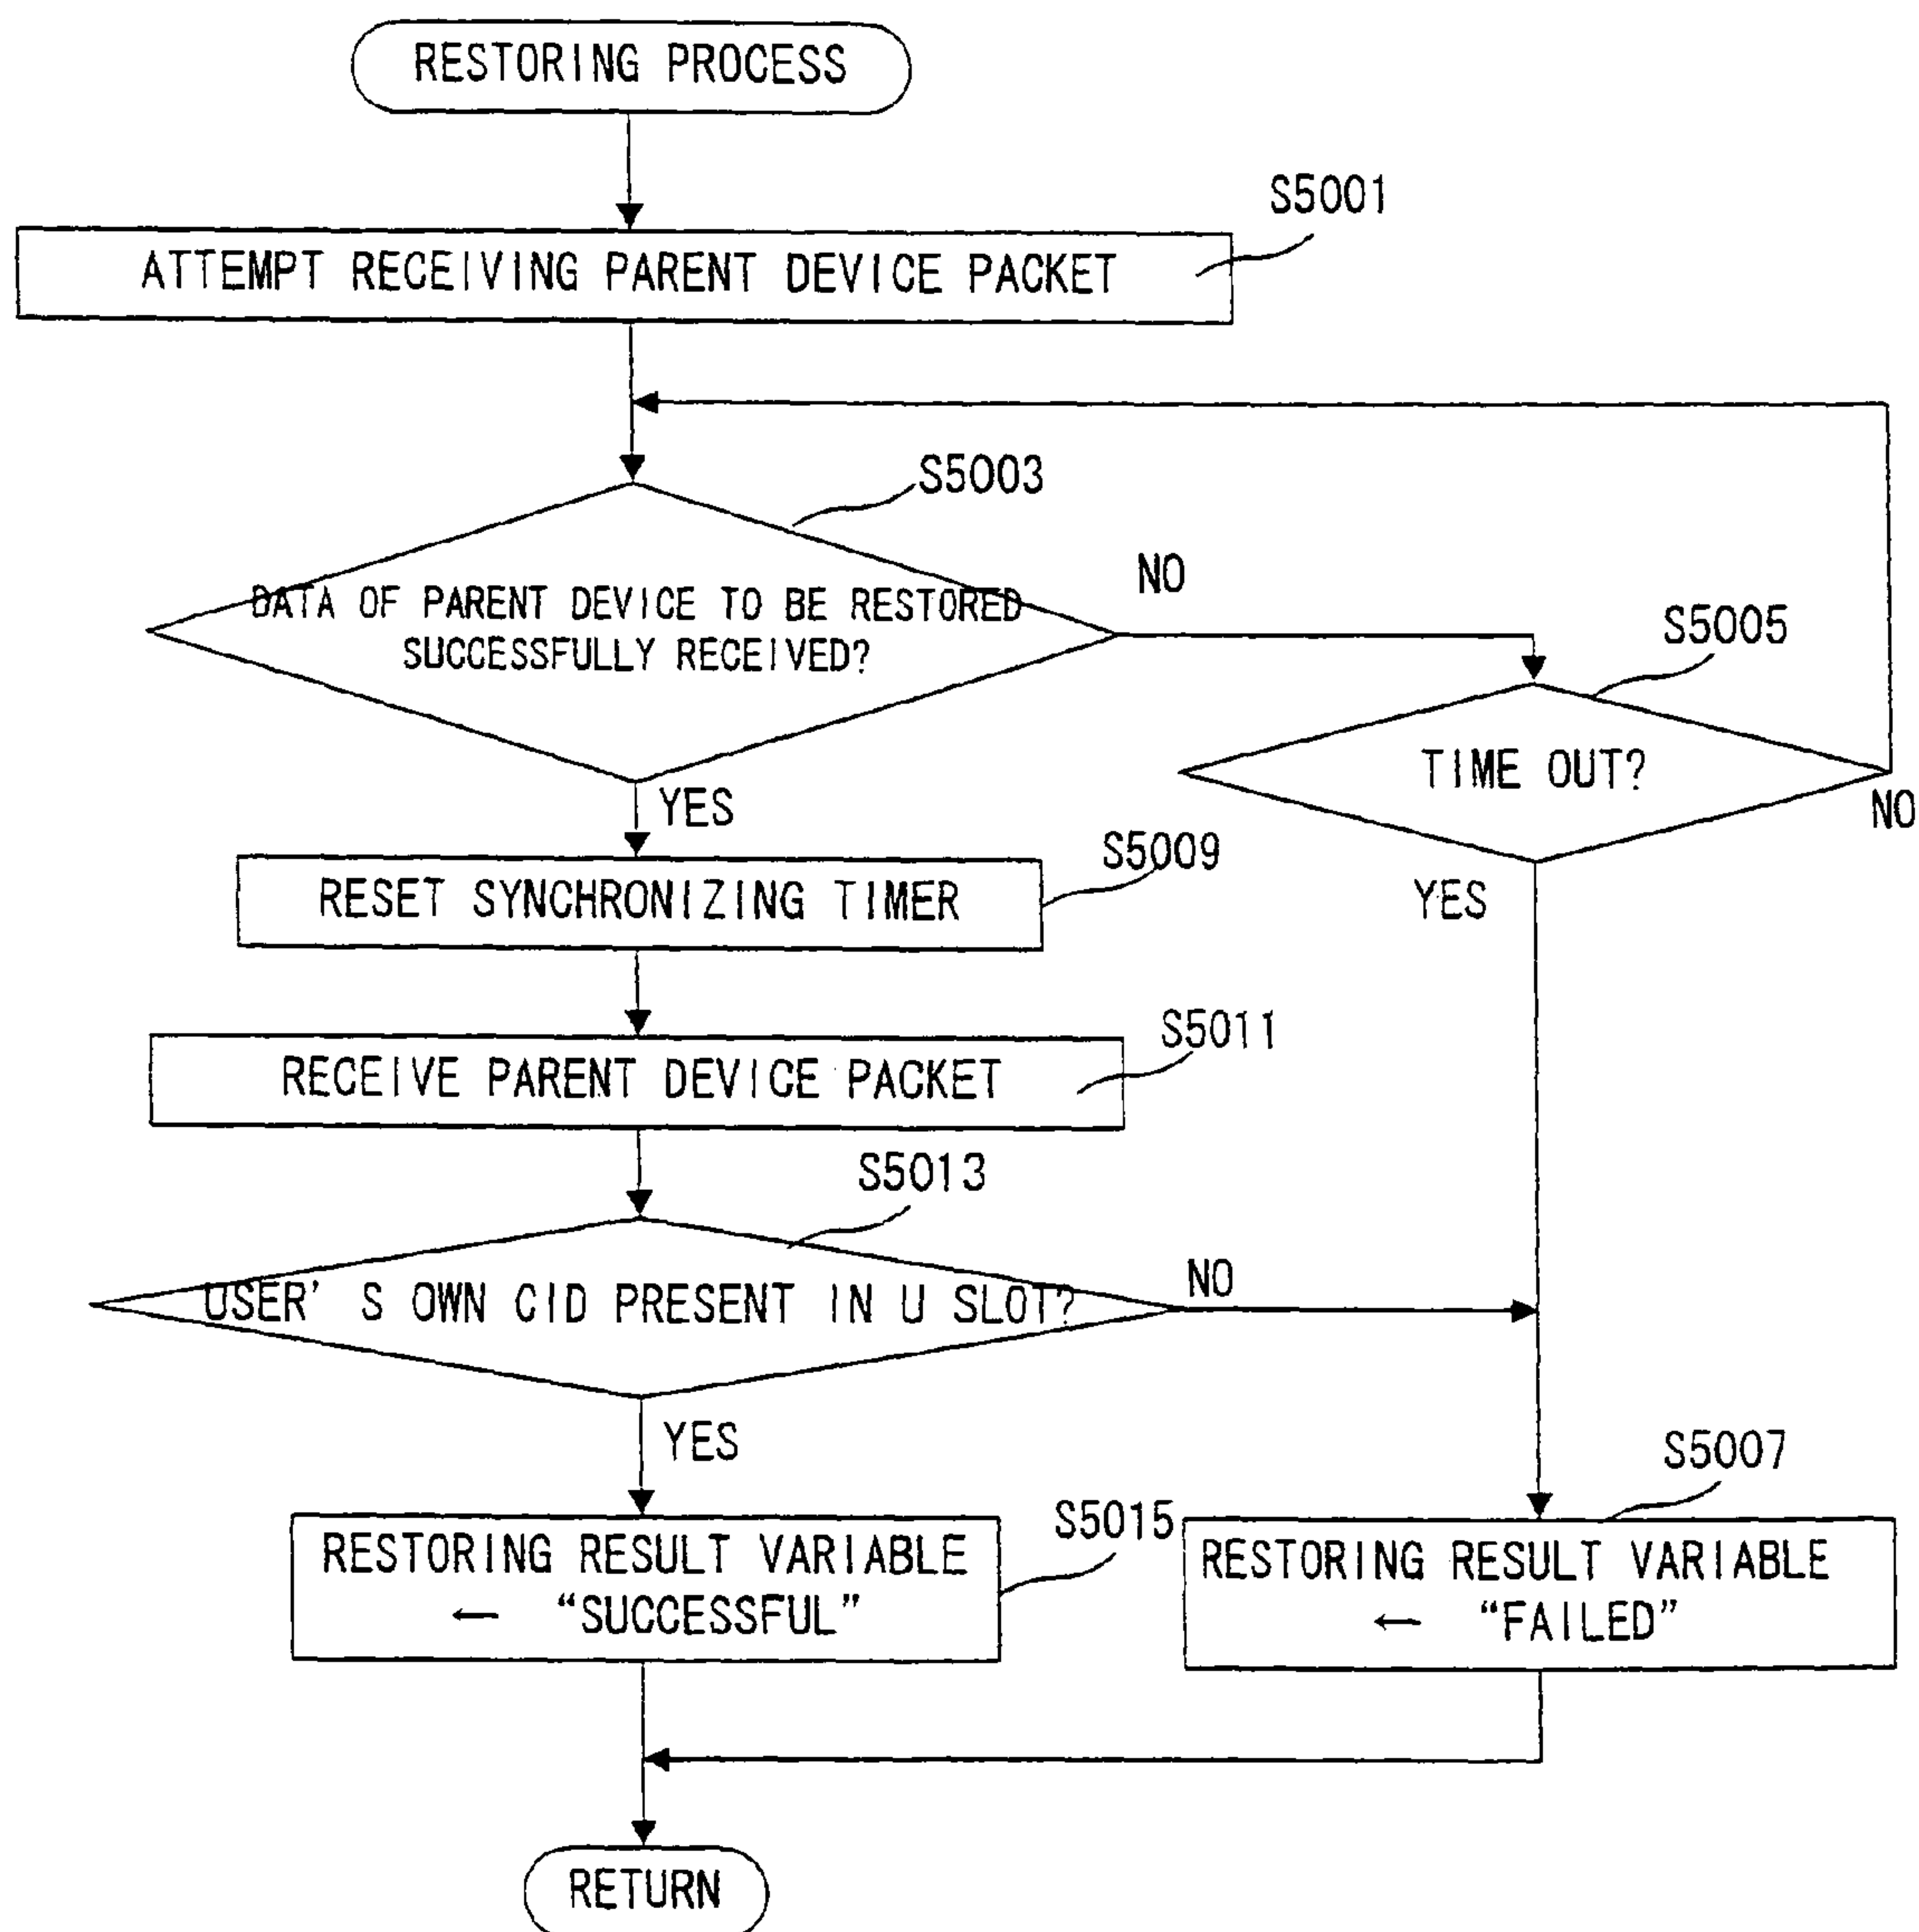 RESTORING PROCESS
S5001
ATTEMPT RECEIVING PARENT DEVICE PACKET
S5003
NO
DATA OF PARENT DEVICE TO BE RESTORED
SUCCESSFULLY RECEIVED?
S5005
TIME OUT?
NO
YES
S5009
RESET SYNCHRONIZING TIMER
YES
S5011
RECEIVE PARENT DEVICE PACKET
S5013
NO
USER' S OWN CID PRESENT IN U SLOT?
YES
S5007
S5015
RESTORING RESULT VARIABLE
← “SUCCESSFUL”
RESTORING RESULT VARIABLE
← “FAILED”
RETURN